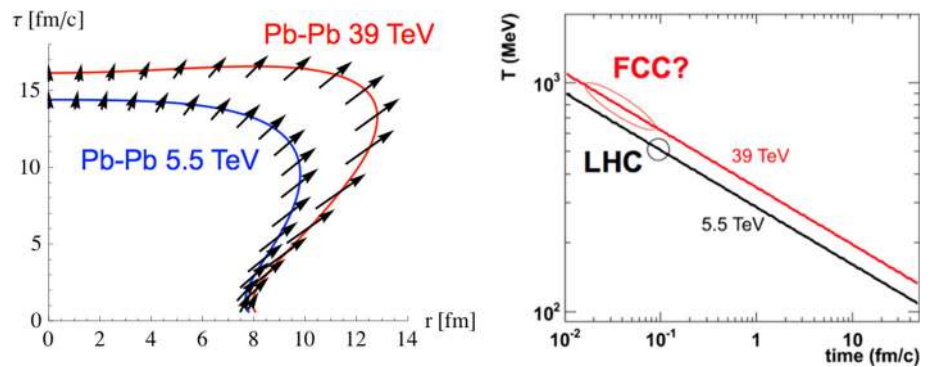 τ [fm/c]
Pb-Pb 39 TeV
15
Pb-Pb 5.5 TeV
10
5
0
0 2 4 6 8 10 12 14
r [fm]
T (MeV)
10³
FCC?
LHC
39 TeV
5.5 TeV
10²
10⁻² 10⁻¹ 1 10
time (fm/c)